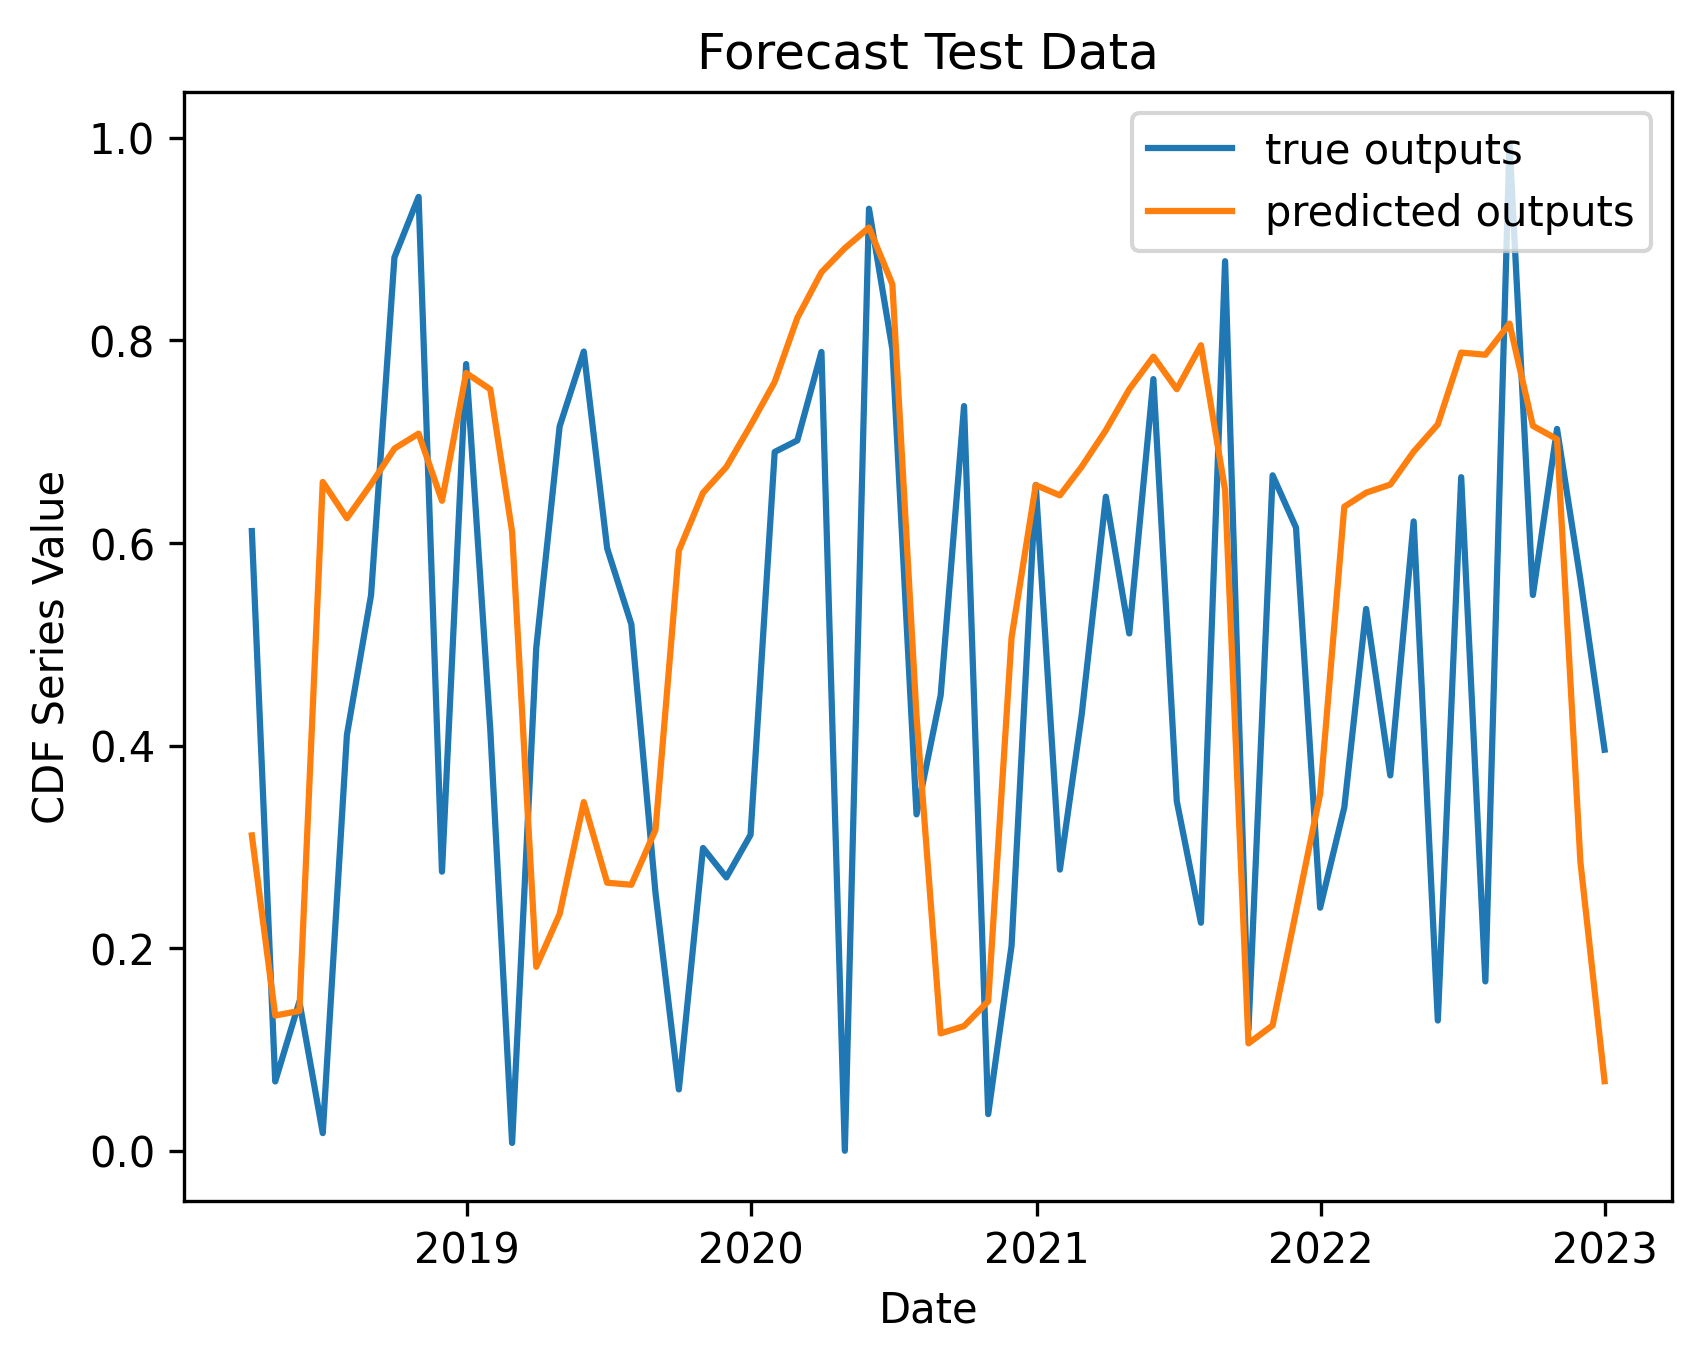 Forecast Test Data
true outputs
predicted outputs
1.0
0.8
0.6
0.4
0.2
0.0
CDF Series Value
2019 2020 2021 2022 2023
Date